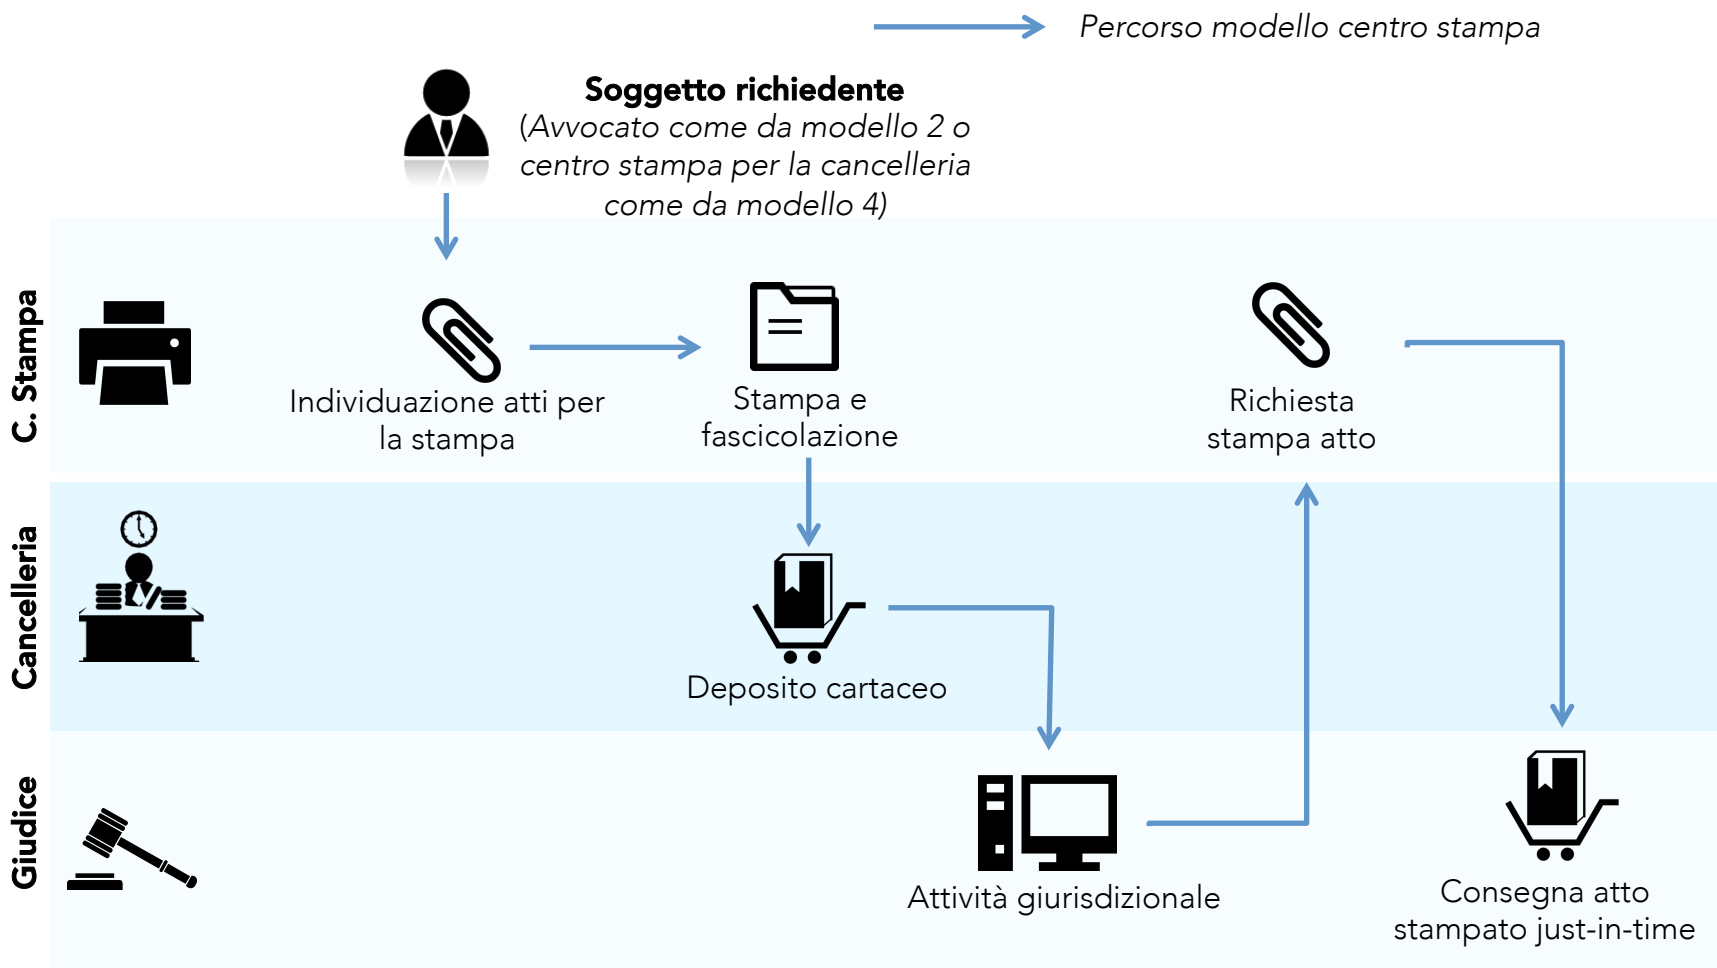 Percorso modello centro stampa
Soggetto richiedente
(Avvocato come da modello 2 o
centro stampa per la cancelleria
come da modello 4)
C. Stampa
Individuazione atti per
la stampa
Stampa e
fascicolazione
Richiesta
stampa atto
Cancelleria
Deposito cartaceo
Giudice
Attività giurisdizionale
Consegna atto
stampato just-in-time